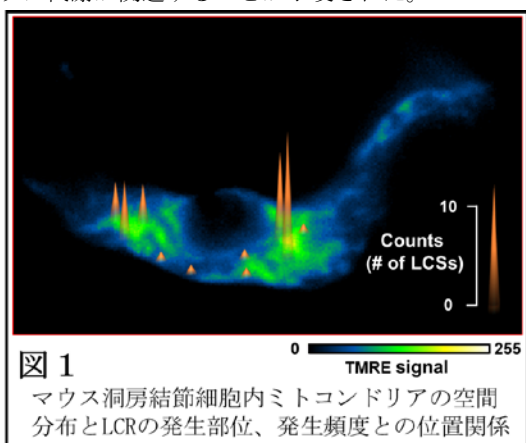 10
Counts
(# of LCSs)
0
0
255
TMRE signal
図1
マウス洞房結節細胞内ミトコンドリアの空間
分布とLCRの発生部位、発生頻度との位置関係